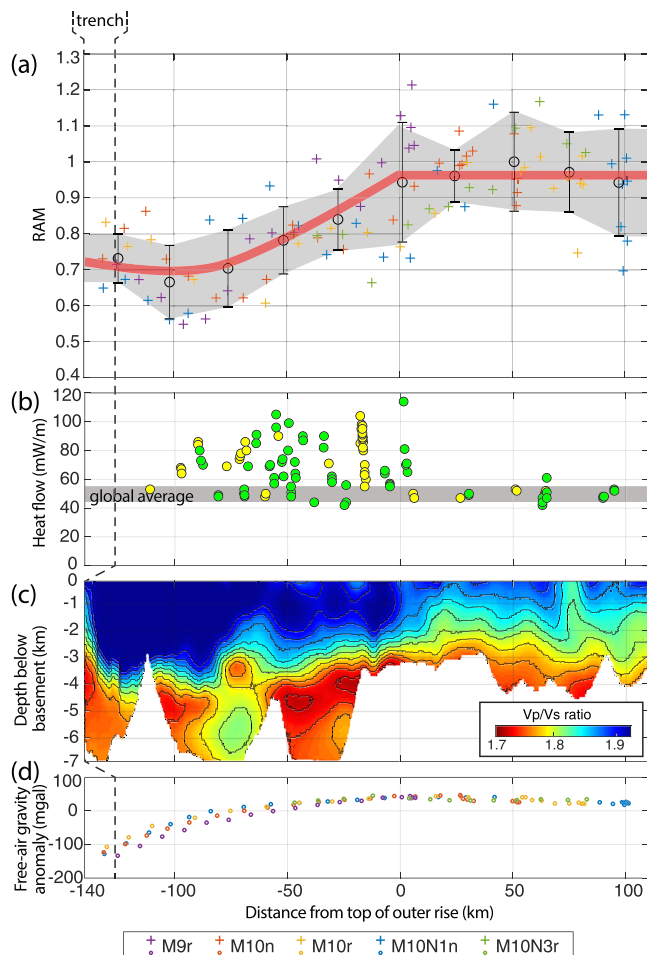 trench
(a)
1.3
1.2
1.1
1
0.9
0.8
0.7
0.6
0.5
0.4
RAM
(b)
120
100
80
60
40
20
0
Heat flow (mW/m)
global average
(c)
0
-1
-2
-3
-4
-5
-6
-7
Depth below
basement (km)
Vp/Vs ratio
1.7 1.8 1.9
(d)
100
0
-100
-200
Free-air gravity
anomaly (mgal)
-140 -100 -50 0 50 100
Distance from top of outer rise (km)
M9r M10n M10r M10N1n M10N3r